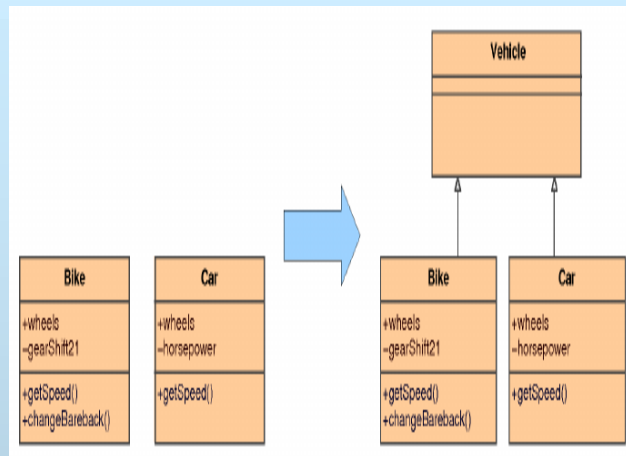 Vehicle
Bike
+wheels
–gearShift21
+getSpeed()
+changeBareback()
Car
+wheels
–horsepower
+getSpeed()
Bike
+wheels
–gearShift21
+getSpeed()
+changeBareback()
Car
+wheels
–horsepower
+getSpeed()